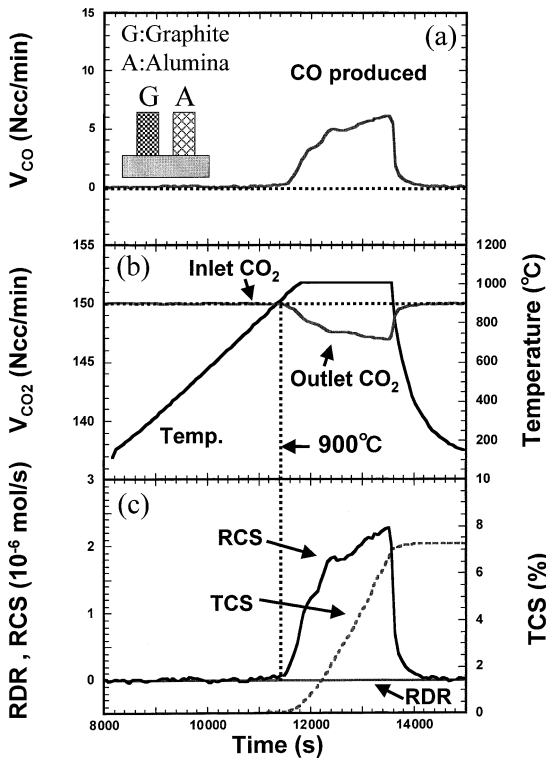 15
10
5
0
V_CO (Ncc/min)
G:Graphite
A:Alumina
G A
(a)
CO produced
155
150
145
140
V_CO2 (Ncc/min)
(b)
Inlet CO₂
Outlet CO₂
Temp.
900℃
1200
1000
800
600
400
200
Temperature (℃)
3
2
1
0
RDR , RCS (10⁻⁶ mol/s)
(c)
RCS
TCS
RDR
10
8
6
4
2
0
TCS (%)
8000 10000 12000 14000
Time (s)